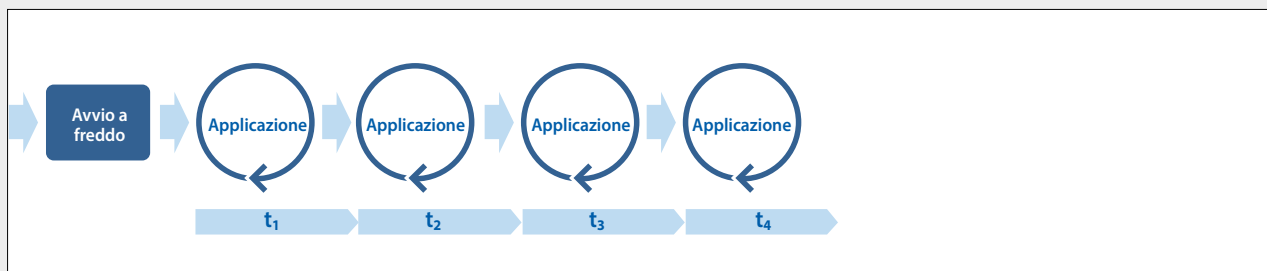 Avvio a
freddo
Applicazione
Applicazione
Applicazione
Applicazione
t₁
t₂
t₃
t₄